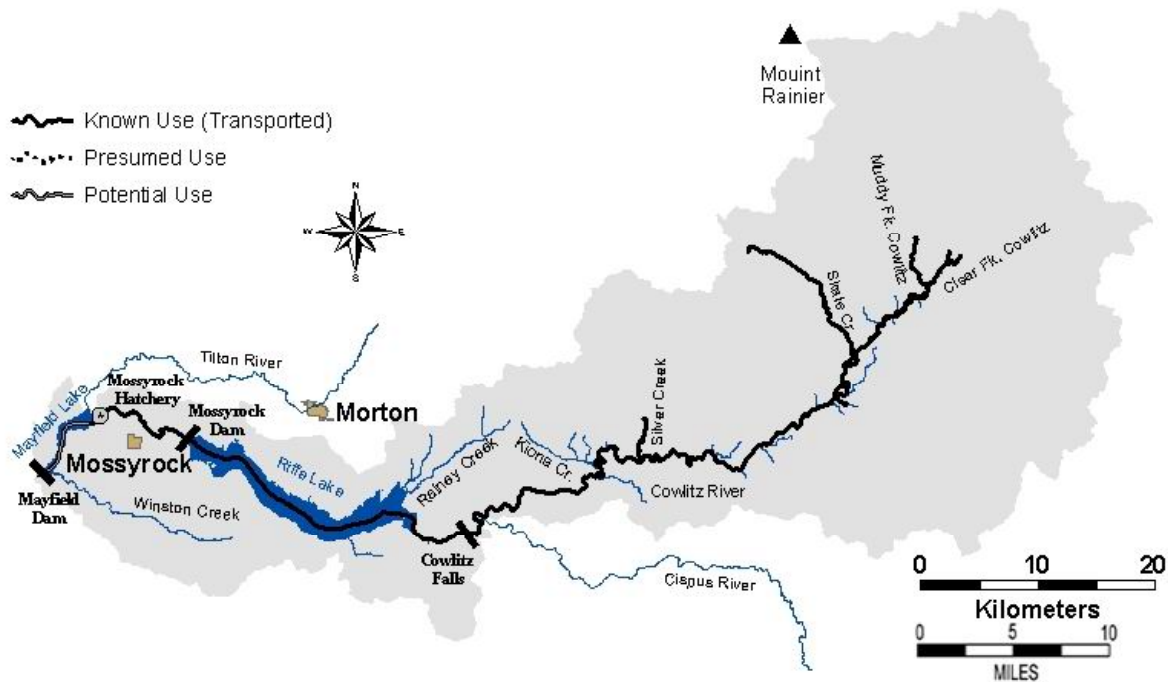 Mouint
Rainier
Known Use (Transported)
Presumed Use
Potential Use
N
W
E
S
Muddy Fk. Cowlitz
Clear Fk. Cowlitz
Skate Cr.
Tilton River
Mossyrock
Hatchery
Mossyrock
Dam
Morton
Mayfield Lake
Mossyrock
Riffe Lake
Rainey Creek
Kiona Cr.
Silver Creek
Cowlitz River
Mayfield
Dam
Winston Creek
Cowlitz
Falls
Cispus River
0 10 20
Kilometers
0 5 10
MILES